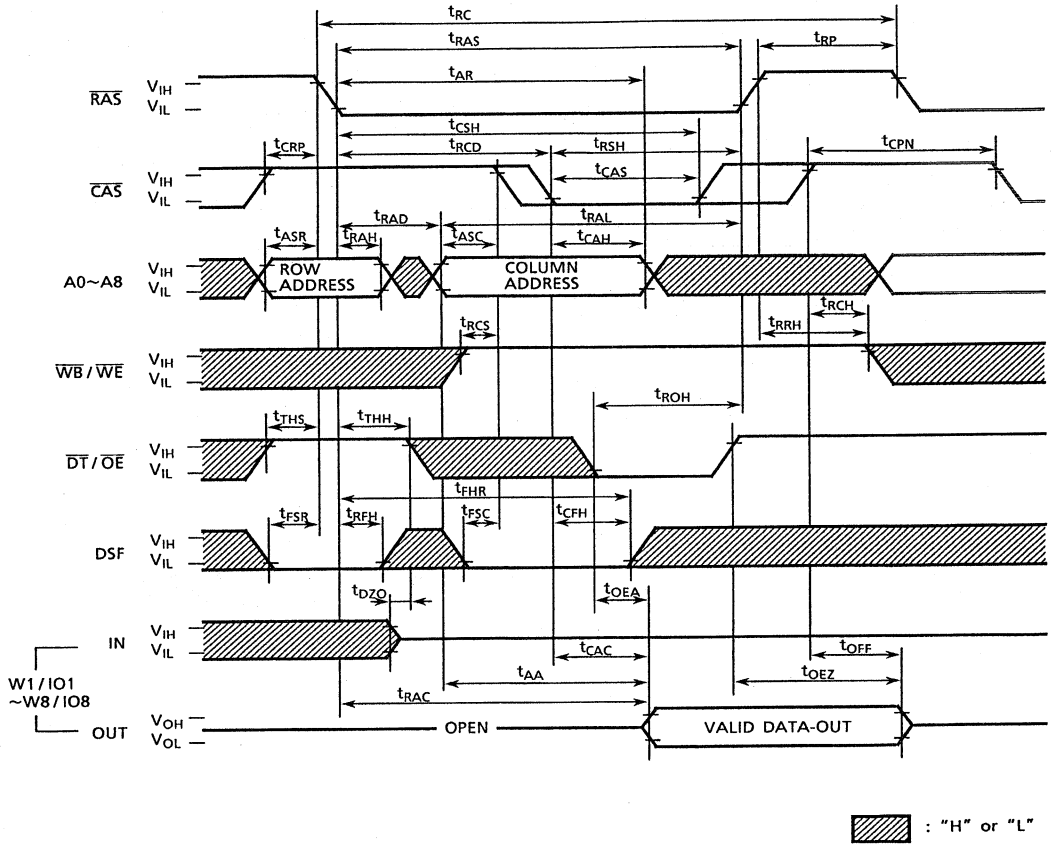 tRC
tRAS
tRP
tAR
RAS
VIH
VIL
tCSH
tCRP
tRCD
tRSH
tCPN
CAS
VIH
VIL
tCAS
tRAD
tRAL
tASR
tRAH
tASC
tCAH
A0~A8
VIH
VIL
ROW
ADDRESS
COLUMN
ADDRESS
tRCS
tRCH
tRRH
WB/WE
VIH
VIL
tROH
tTHS
tTHH
DT/OE
VIH
VIL
tFHR
tFSR
tRFH
tFSC
tCFH
DSF
VIH
VIL
tDZO
tOEA
IN
VIH
VIL
tCAC
tOFF
tAA
tOEZ
W1/IO1
~W8/IO8
tRAC
OUT
VOH
VOL
OPEN
VALID DATA-OUT
: "H" or "L"